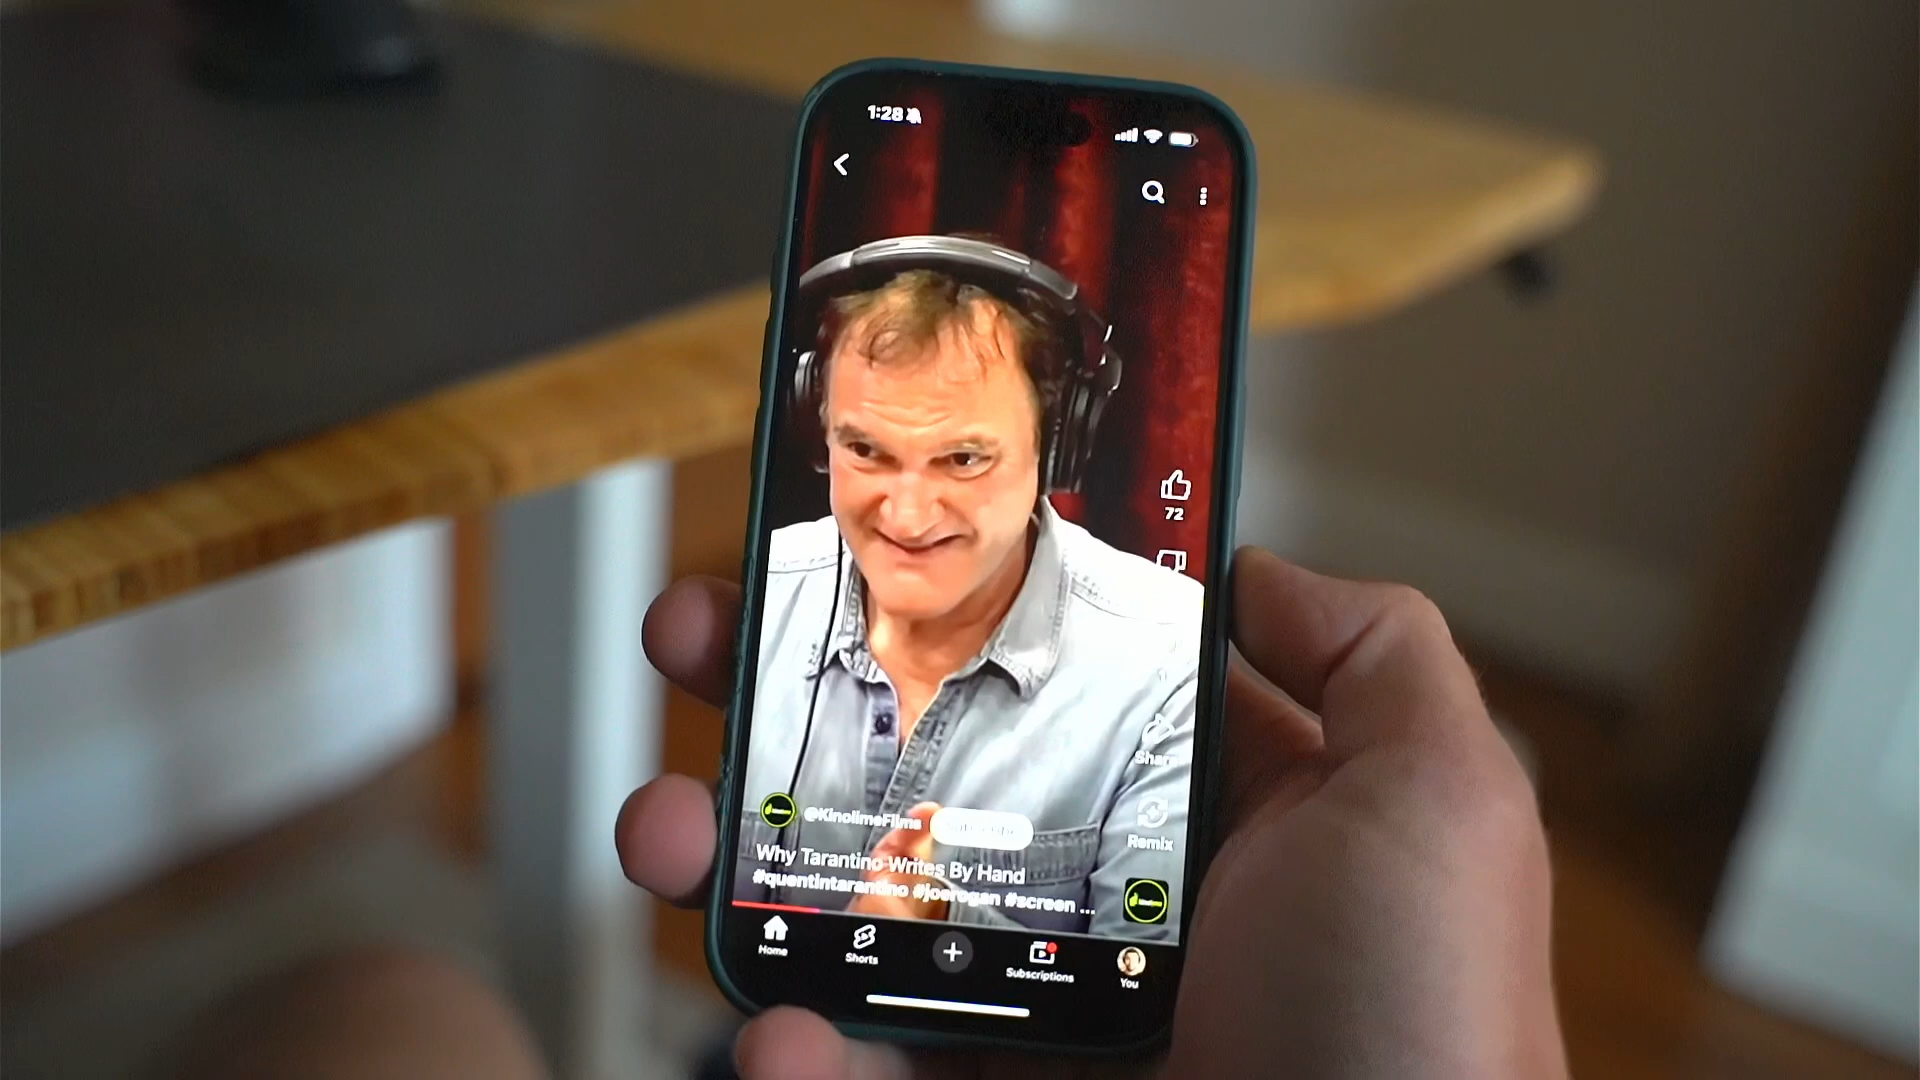 1:28
72
Share
@KinolimeFilms
Remix
Why Tarantino Writes By Hand
#quentintarantino #joerogan #screen ...
Home
Shorts
Subscriptions
You